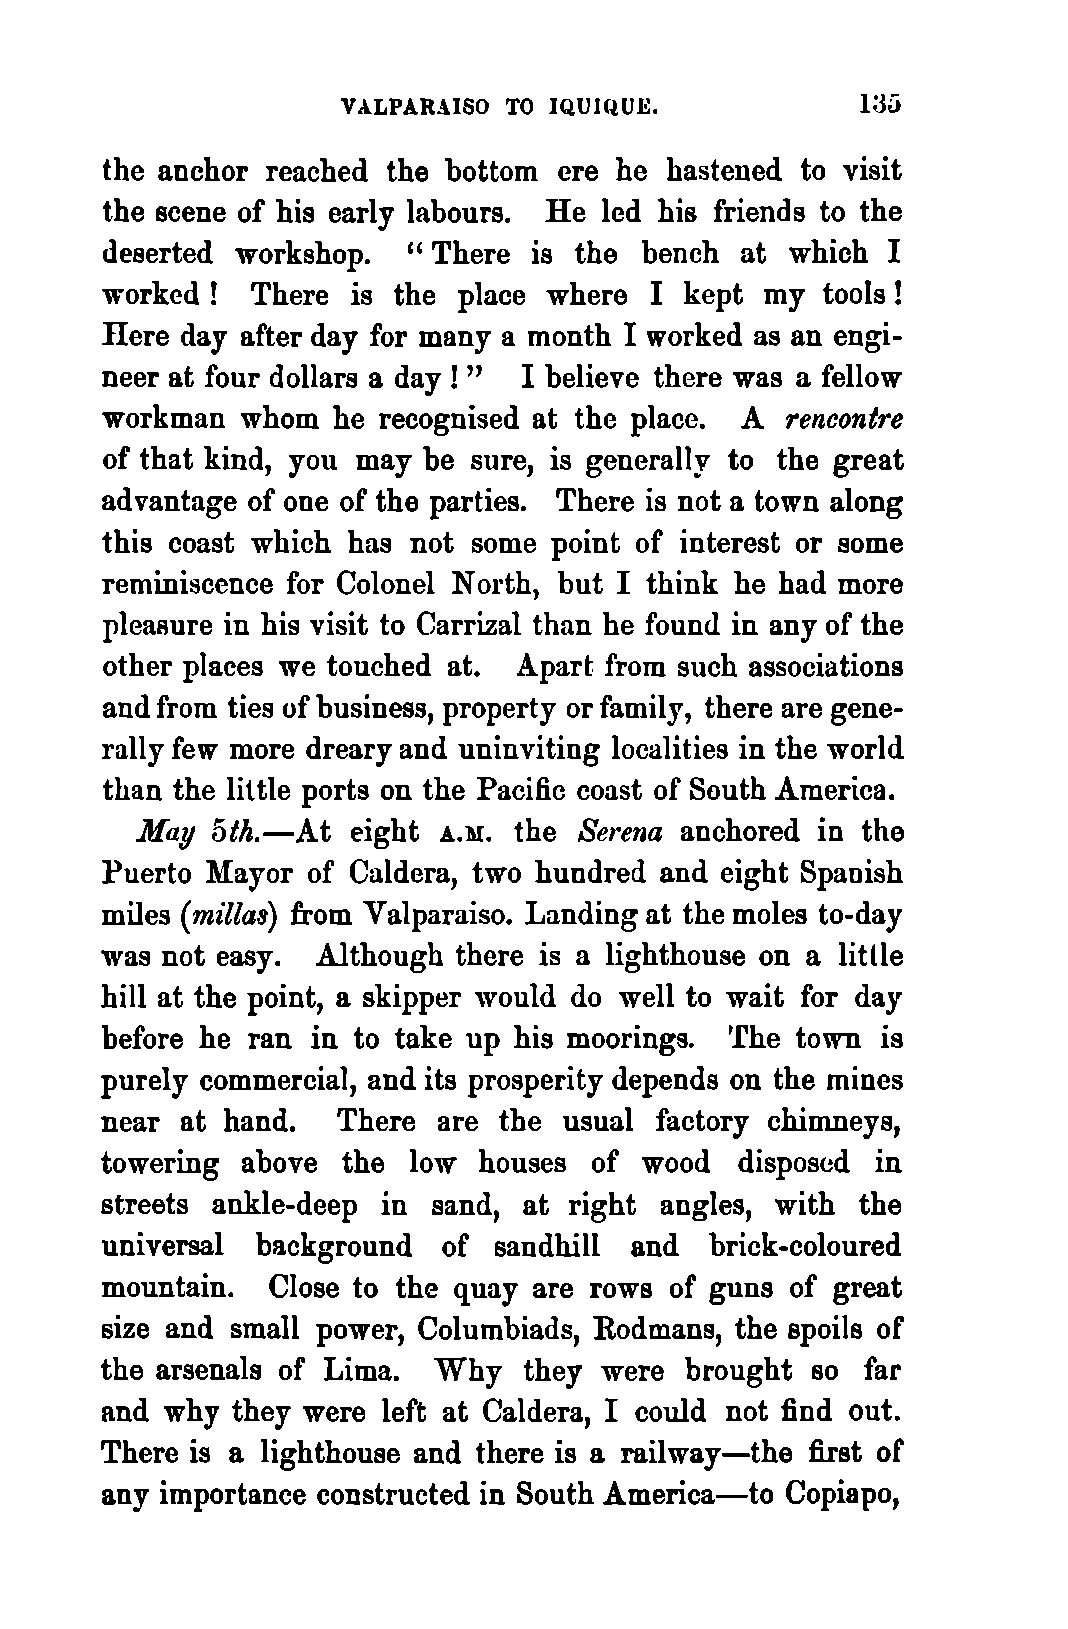 VALPARAISO TO IQUIQUE. 135
the anchor reached the bottom ere he hastened to visit
the scene of his early labours. He led his friends to the
deserted workshop. “There is the bench at which I
worked! There is the place where I kept my tools!
Here day after day for many a month I worked as an engi-
neer at four dollars a day!” I believe there was a fellow
workman whom he recognised at the place. A rencontre
of that kind, you may be sure, is generally to the great
advantage of one of the parties. There is not a town along
this coast which has not some point of interest or some
reminiscence for Colonel North, but I think he had more
pleasure in his visit to Carrizal than he found in any of the
other places we touched at. Apart from such associations
and from ties of business, property or family, there are gene-
rally few more dreary and uninviting localities in the world
than the little ports on the Pacific coast of South America.
May 5th.—At eight A.M. the Serena anchored in the
Puerto Mayor of Caldera, two hundred and eight Spanish
miles (millas) from Valparaiso. Landing at the moles to-day
was not easy. Although there is a lighthouse on a little
hill at the point, a skipper would do well to wait for day
before he ran in to take up his moorings. The town is
purely commercial, and its prosperity depends on the mines
near at hand. There are the usual factory chimneys,
towering above the low houses of wood disposed in
streets ankle-deep in sand, at right angles, with the
universal background of sandhill and brick-coloured
mountain. Close to the quay are rows of guns of great
size and small power, Columbiads, Rodmans, the spoils of
the arsenals of Lima. Why they were brought so far
and why they were left at Caldera, I could not find out.
There is a lighthouse and there is a railway—the first of
any importance constructed in South America—to Copiapo,